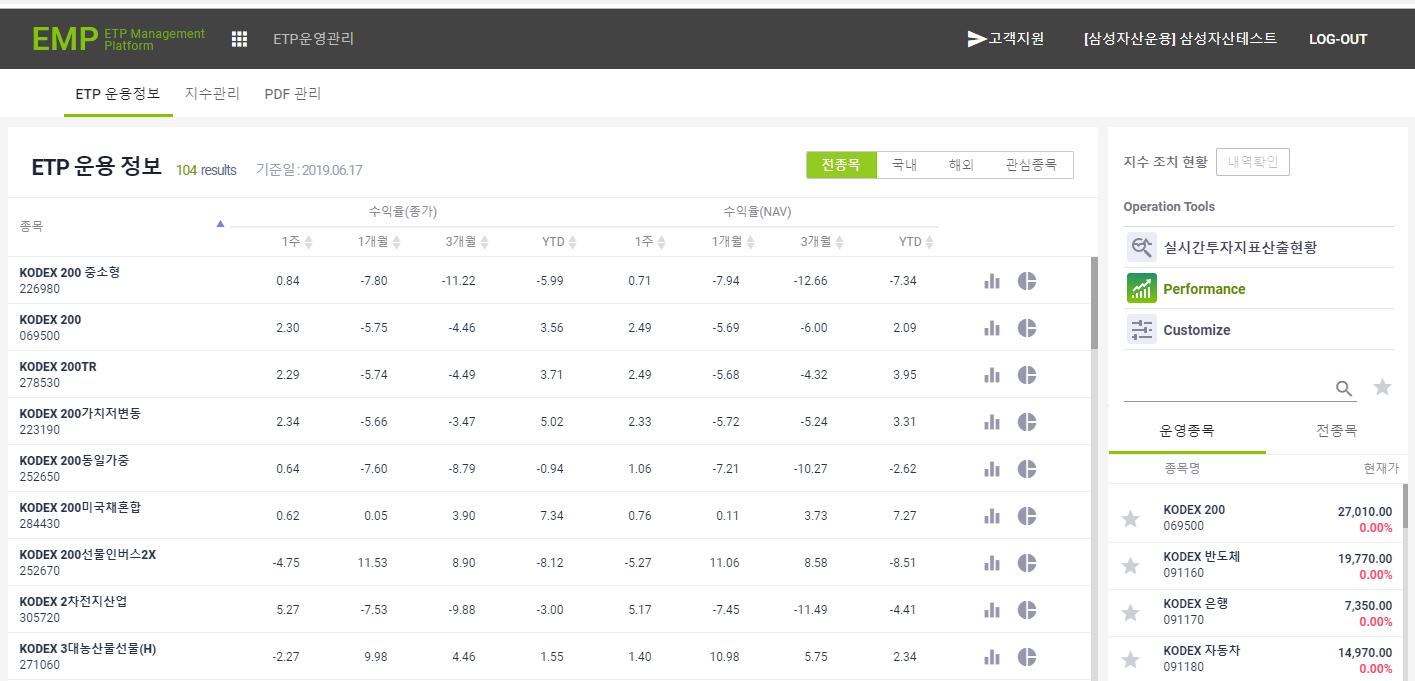 EMP ETP Management Platform
ETP운영관리
고객지원
[삼성자산운용] 삼성자산테스트
LOG-OUT
ETP 운용정보 지수관리 PDF 관리
ETP 운용 정보 104 results 기준일 : 2019.06.17
전종목 국내 해외 관심종목
종목 수익율(종가) 수익율(NAV)
1주 1개월 3개월 YTD 1주 1개월 3개월 YTD
KODEX 200 중소형
226980
0.84 -7.80 -11.22 -5.99 0.71 -7.94 -12.66 -7.34
KODEX 200
069500
2.30 -5.75 -4.46 3.56 2.49 -5.69 -6.00 2.09
KODEX 200TR
278530
2.29 -5.74 -4.49 3.71 2.49 -5.68 -4.32 3.95
KODEX 200가치저변동
223190
2.34 -5.66 -3.47 5.02 2.33 -5.72 -5.24 3.31
KODEX 200동일가중
252650
0.64 -7.60 -8.79 -0.94 1.06 -7.21 -10.27 -2.62
KODEX 200미국채혼합
284430
0.62 0.05 3.90 7.34 0.76 0.11 3.73 7.27
KODEX 200선물인버스2X
252670
-4.75 11.53 8.90 -8.12 -5.27 11.06 8.58 -8.51
KODEX 2차전지산업
305720
5.27 -7.53 -9.88 -3.00 5.17 -7.45 -11.49 -4.41
KODEX 3대농산물선물(H)
271060
-2.27 9.98 4.46 1.55 1.40 10.98 5.75 2.34
지수 조치 현황 내역확인
Operation Tools
실시간투자지표산출현황
Performance
Customize
운영종목 전종목
종목명 현재가
KODEX 200 27,010.00
069500 0.00%
KODEX 반도체 19,770.00
091160 0.00%
KODEX 은행 7,350.00
091170 0.00%
KODEX 자동차 14,970.00
091180 0.00%